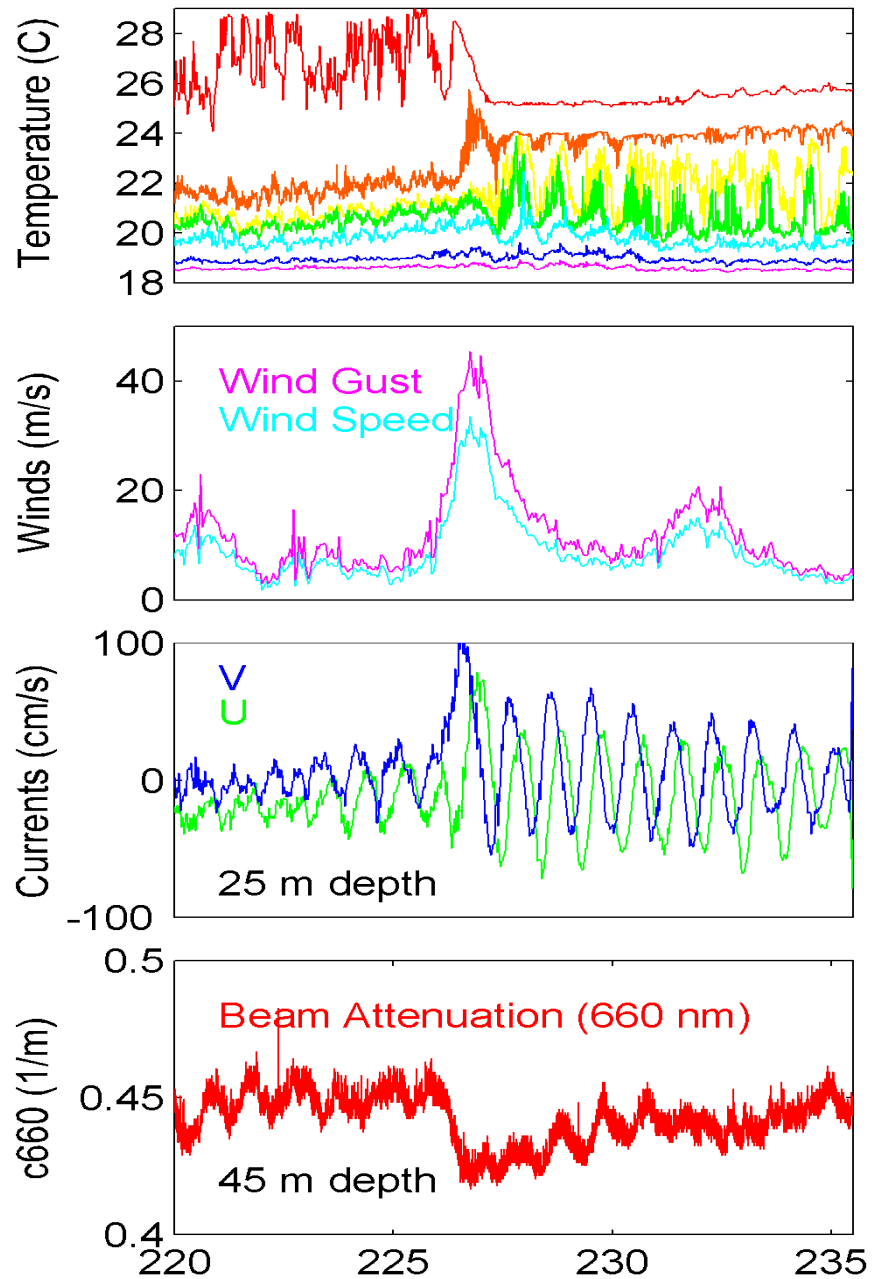 Temperature (C)
28
26
24
22
20
18
Winds (m/s)
40
20
0
Wind Gust
Wind Speed
Currents (cm/s)
100
0
-100
V
U
25 m depth
c660 (1/m)
0.5
0.45
0.4
Beam Attenuation (660 nm)
45 m depth
220 225 230 235